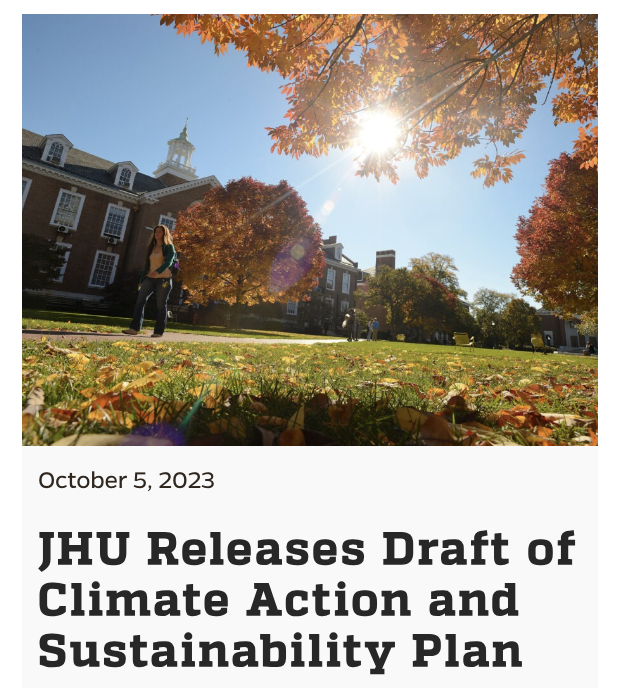 October 5, 2023
JHU Releases Draft of
Climate Action and
Sustainability Plan